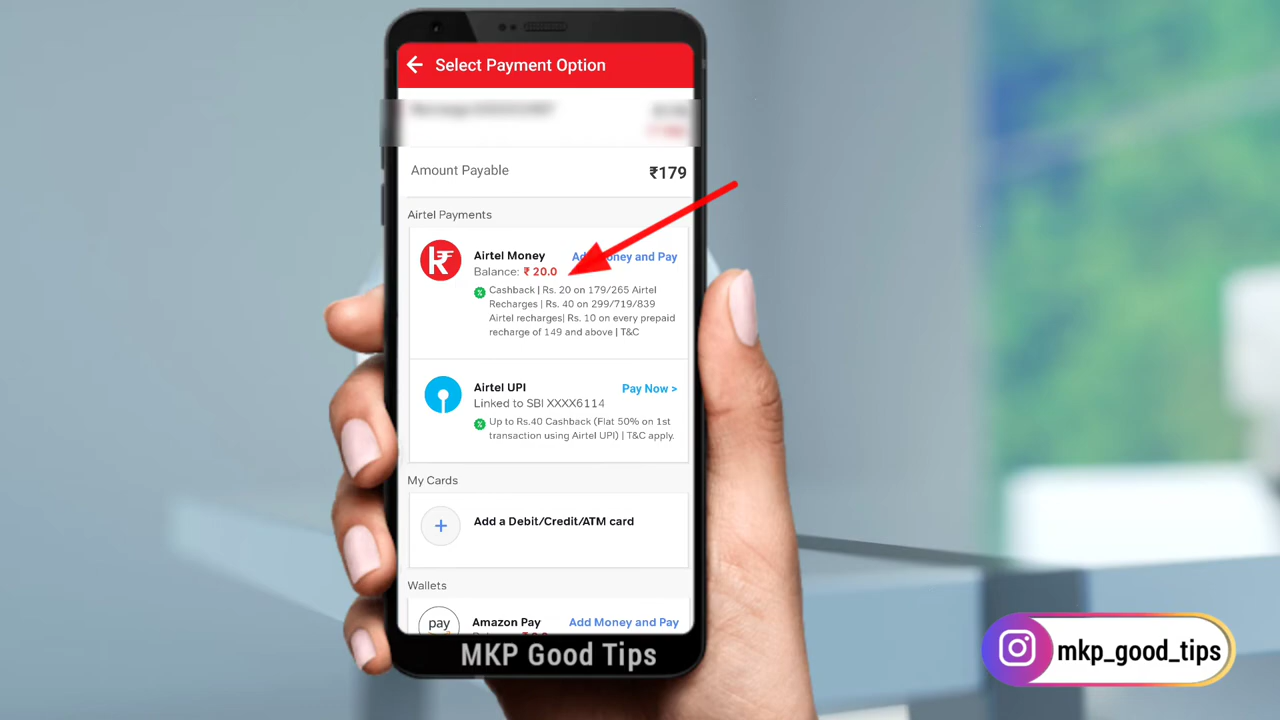 Select Payment Option
Amount Payable
₹179
Airtel Payments
Airtel Money
Add Money and Pay
Balance: ₹ 20.0
Cashback | Rs. 20 on 179/265 Airtel
Recharges | Rs. 40 on 299/719/839
Airtel recharges| Rs. 10 on every prepaid
recharge of 149 and above | T&C
Airtel UPI
Pay Now >
Linked to SBI XXXX6114
Up to Rs.40 Cashback (Flat 50% on 1st
transaction using Airtel UPI) | T&C apply.
My Cards
Add a Debit/Credit/ATM card
Wallets
pay
Amazon Pay
Add Money and Pay
MKP Good Tips
mkp_good_tips